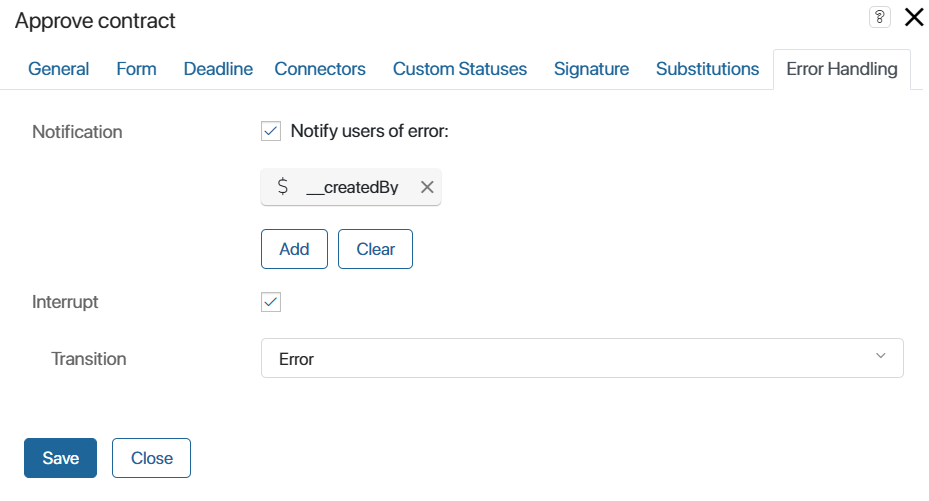 Approve contract ?
General Form Deadline Connectors Custom Statuses Signature Substitutions Error Handling
Notification Notify users of error:
$ __createdBy
Add Clear
Interrupt
Transition Error
Save Close